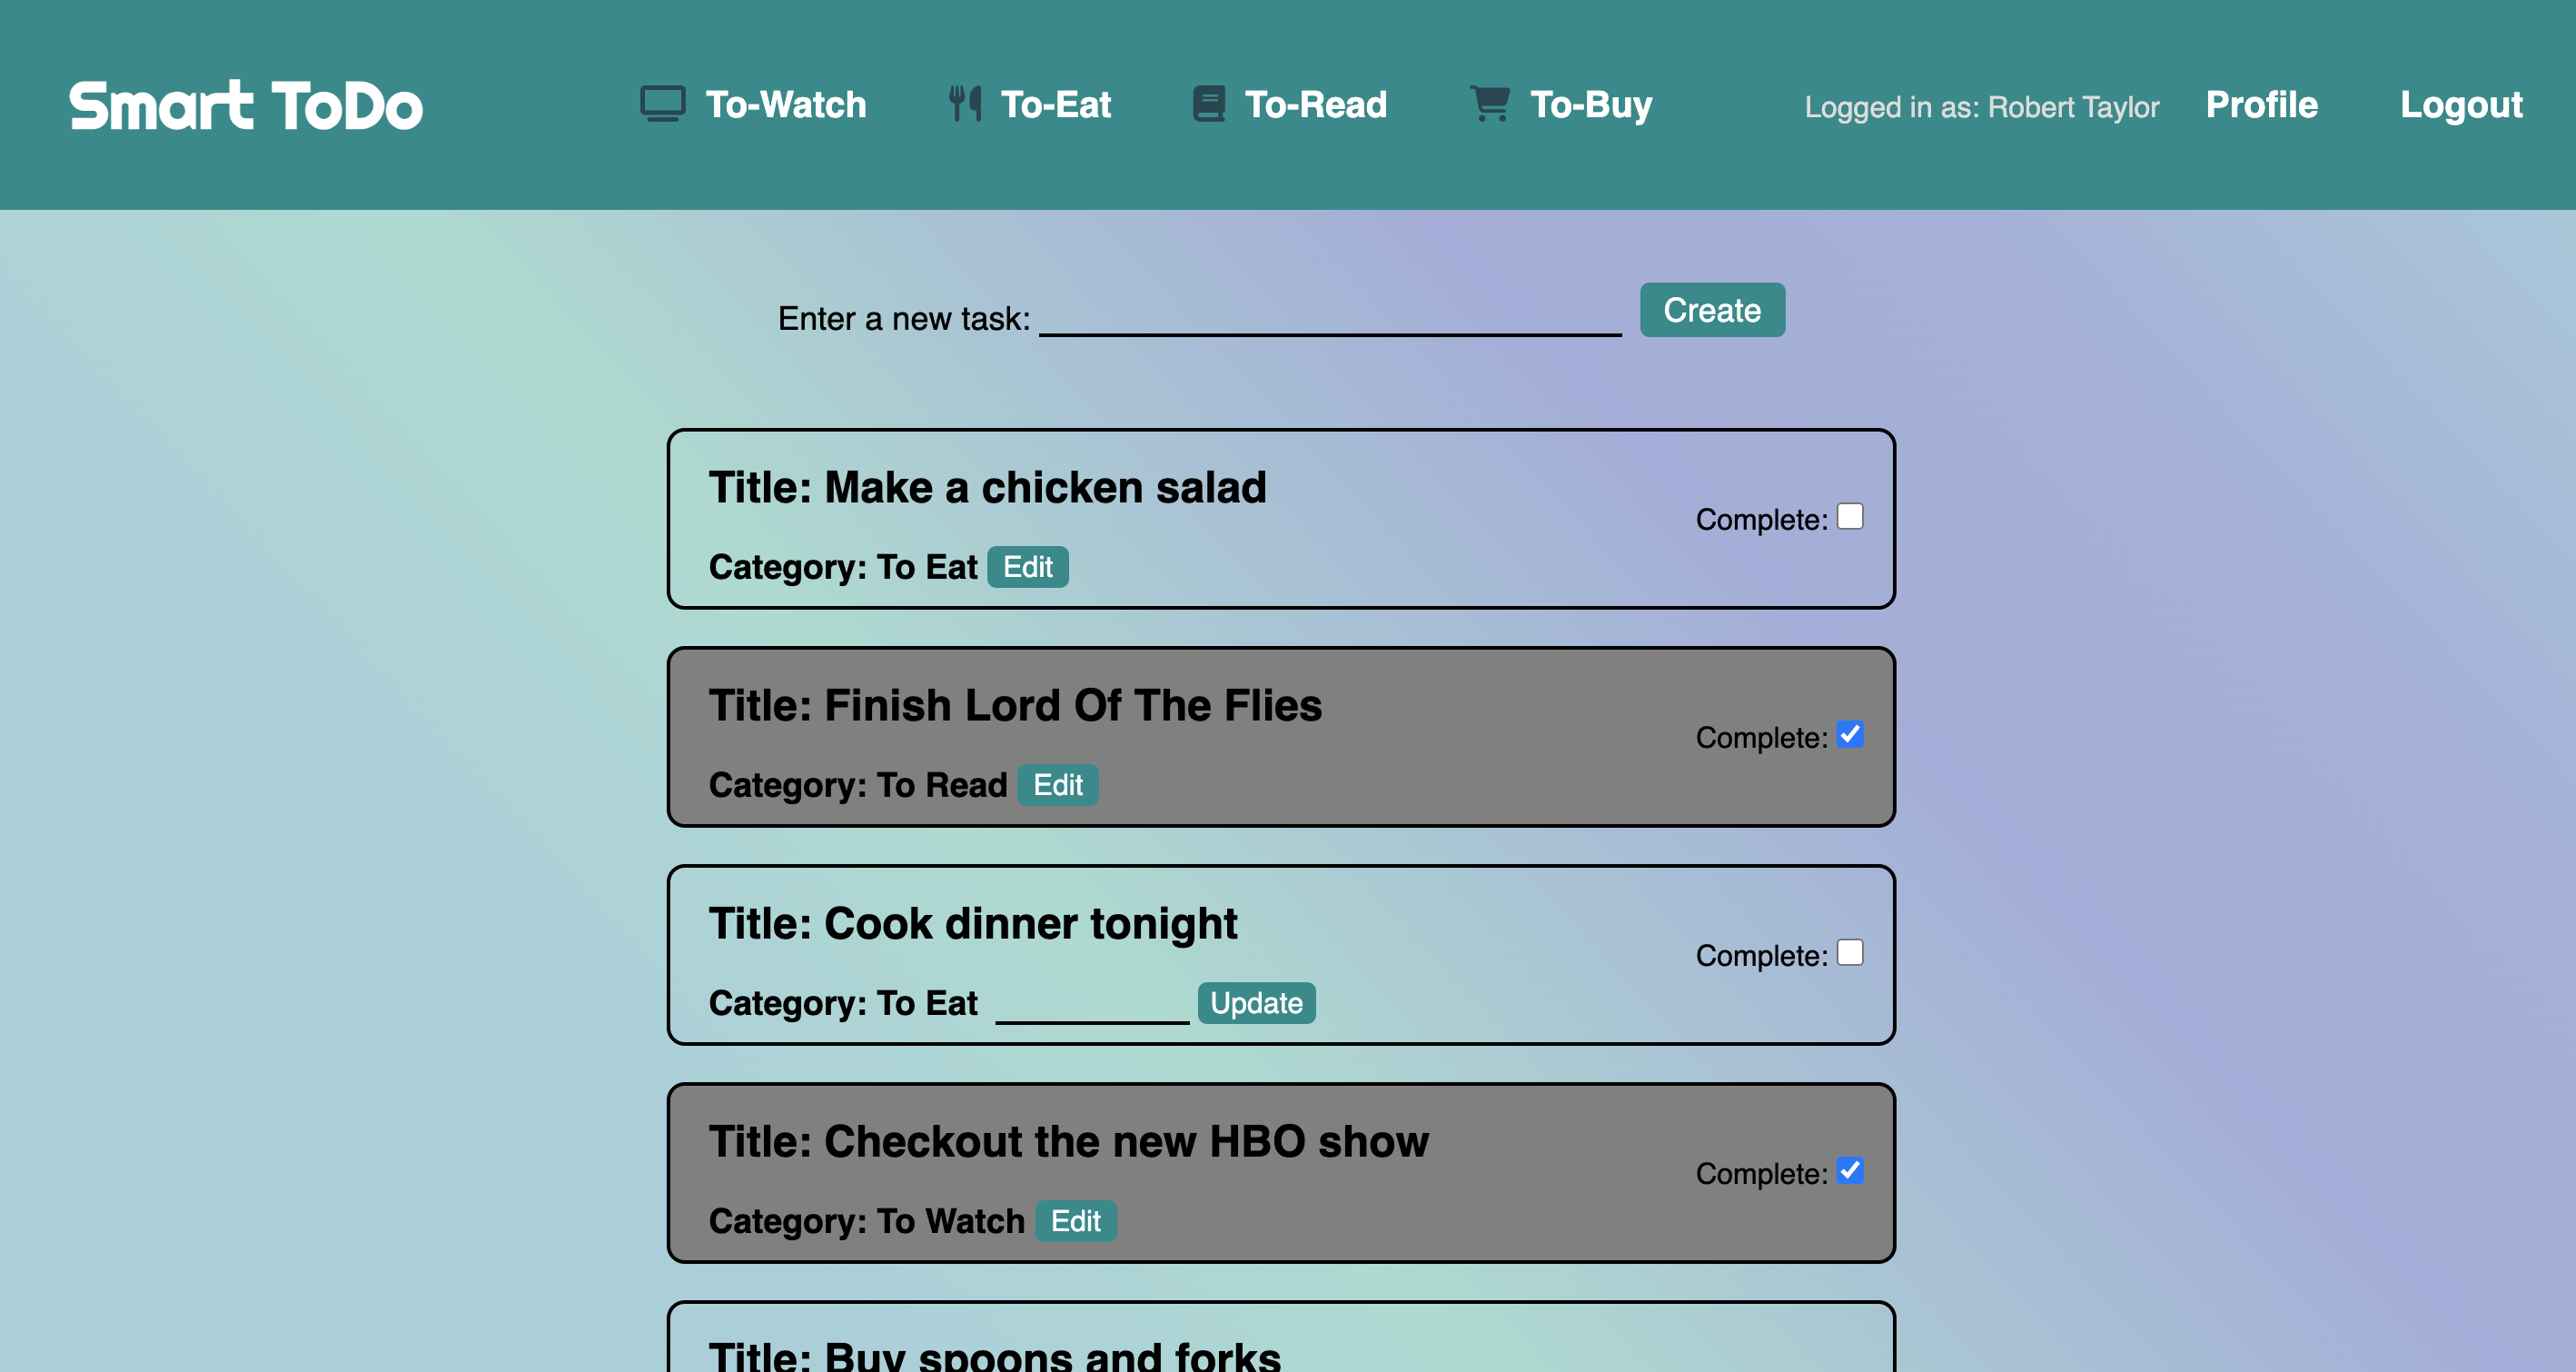 Smart ToDo To-Watch To-Eat To-Read To-Buy Logged in as: Robert Taylor Profile Logout
Enter a new task: Create
Title: Make a chicken salad
Complete:
Category: To Eat Edit
Title: Finish Lord Of The Flies
Complete:
Category: To Read Edit
Title: Cook dinner tonight
Complete:
Category: To Eat Update
Title: Checkout the new HBO show
Complete:
Category: To Watch Edit
Title: Buy spoons and forks